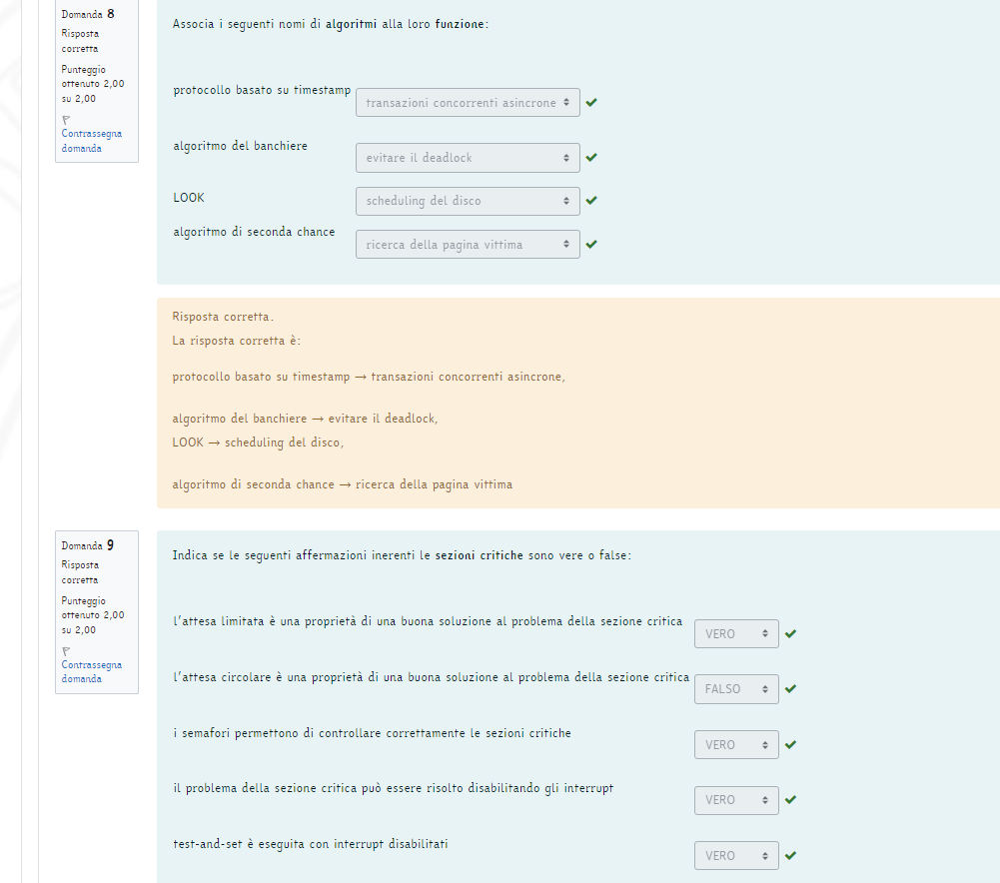 Domanda 8
Risposta
corretta
Punteggio
ottenuto 2,00
su 2,00
Contrassegna
domanda
Associa i seguenti nomi di algoritmi alla loro funzione:
protocollo basato su timestamp transazioni concorrenti asincrone
algoritmo del banchiere evitare il deadlock
LOOK scheduling del disco
algoritmo di seconda chance ricerca della pagina vittima
Risposta corretta.
La risposta corretta è:
protocollo basato su timestamp → transazioni concorrenti asincrone,
algoritmo del banchiere → evitare il deadlock,
LOOK → scheduling del disco,
algoritmo di seconda chance → ricerca della pagina vittima
Domanda 9
Risposta
corretta
Punteggio
ottenuto 2,00
su 2,00
Contrassegna
domanda
Indica se le seguenti affermazioni inerenti le sezioni critiche sono vere o false:
l'attesa limitata è una proprietà di una buona soluzione al problema della sezione critica VERO
l'attesa circolare è una proprietà di una buona soluzione al problema della sezione critica FALSO
i semafori permettono di controllare correttamente le sezioni critiche VERO
il problema della sezione critica può essere risolto disabilitando gli interrupt VERO
test-and-set è eseguita con interrupt disabilitati VERO